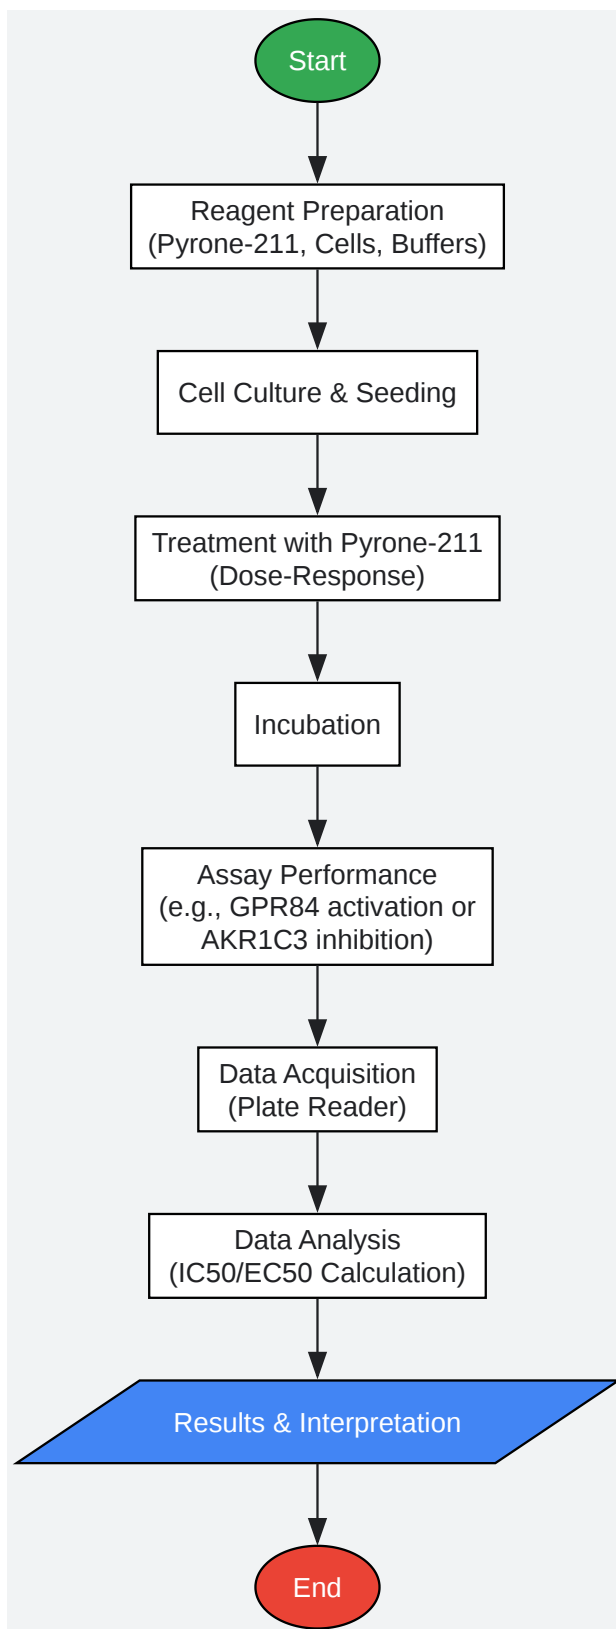 Start
Reagent Preparation
(Pyrone-211, Cells, Buffers)
Cell Culture & Seeding
Treatment with Pyrone-211
(Dose-Response)
Incubation
Assay Performance
(e.g., GPR84 activation or
AKR1C3 inhibition)
Data Acquisition
(Plate Reader)
Data Analysis
(IC50/EC50 Calculation)
Results & Interpretation
End